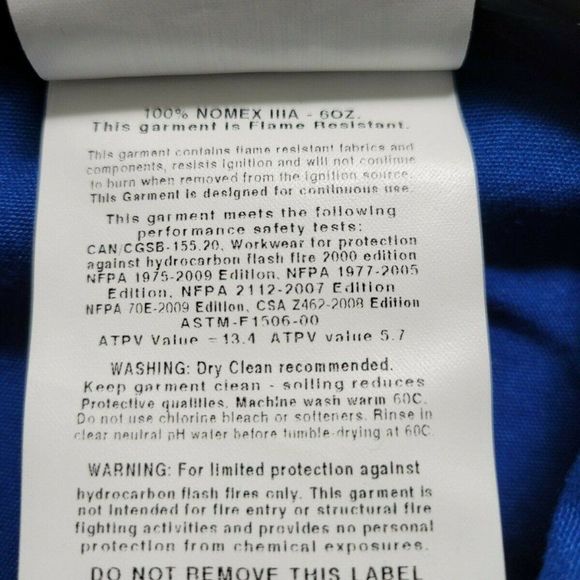 100% NOMEX IIIA - 6OZ.
This garment is Flame Resistant.
This garment contains flame resistant fabrics and
components, resists ignition and will not continue
to burn when removed from the ignition source.
This Garment is designed for continuous use.
This garment meets the following
performance safety tests:
CAN/CGSB-155.20, Workwear for protection
against hydrocarbon flash fire 2000 edition
NFPA 1975-2009 Edition, NFPA 1977-2005
Edition, NFPA 2112-2007 Edition
NFPA 70E-2009 Edition, CSA Z462-2008 Edition
ASTM-F1506-00
ATPV Value = 13.4 ATPV value 5.7
WASHING: Dry Clean recommended.
Keep garment clean - soiling reduces
Protective qualities. Machine wash warm 60C.
Do not use chlorine bleach or softeners. Rinse in
clear neutral pH water before tumble-drying at 60C.
WARNING: For limited protection against
hydrocarbon flash fires only. This garment is
not intended for fire entry or structural fire
fighting activities and provides no personal
protection from chemical exposures.
DO NOT REMOVE THIS LABEL